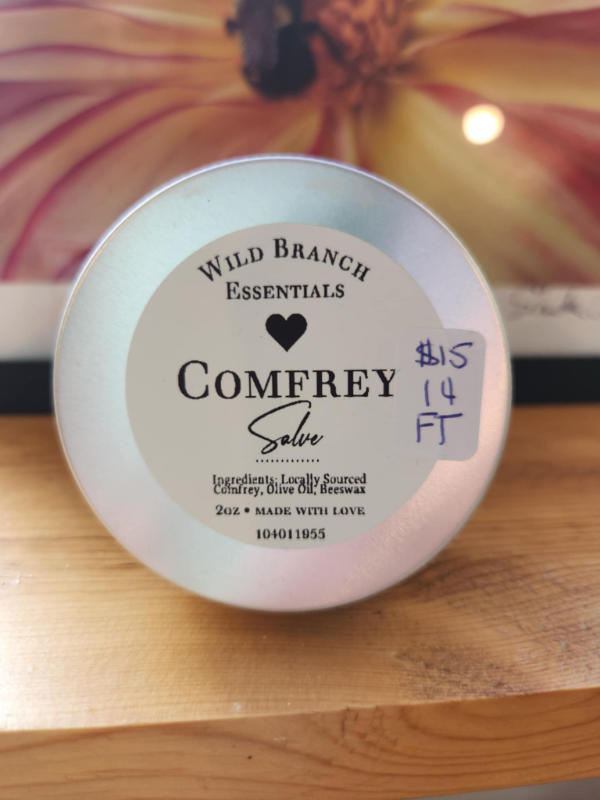 WILD BRANCH
ESSENTIALS
COMFREY
Salve
Ingredients: Locally Sourced
Comfrey, Olive Oil, Beeswax
2oz • MADE WITH LOVE
104011955
$15
14
FT